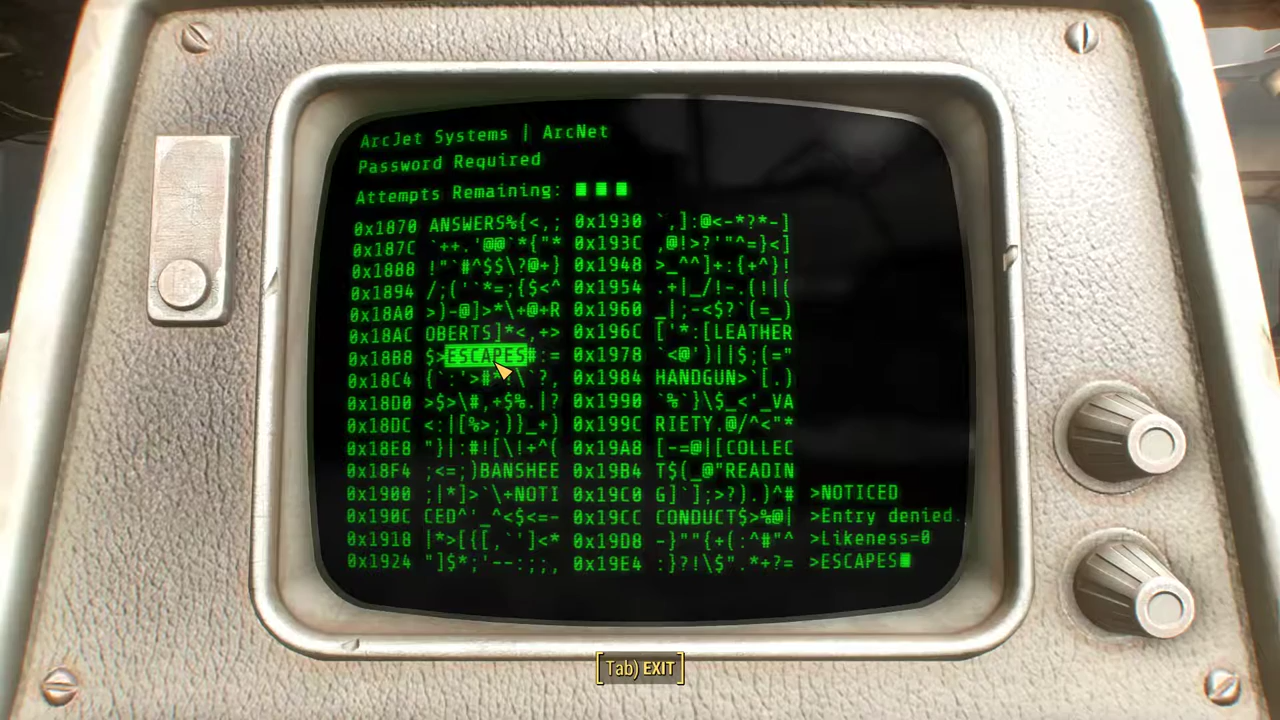 ArcJet Systems | ArcNet
Password Required
Attempts Remaining: ■ ■ ■
0x1870 ANSWERS%{<,; 0x1930 `,]:@<-*?*-]
0x187C `++.'@@`*{"* 0x193C ,@!>?'"^=}<]
0x1888 !"`#^$$\?@+} 0x1948 >_^^]+:{+^}!
0x1894 /;('`*=;{$<^ 0x1954 .+|_/!-.(!|(
0x18A0 >)-@]>*\+@+R 0x1960 _|;-<$?`(=_)
0x18AC OBERTS]*<,+> 0x196C ['*:[LEATHER
0x18B8 $>ESCAPES#:= 0x1978 `<@')||$;(="
0x18C4 {`:'>#*!\`?, 0x1984 HANDGUN>`[.)
0x18D0 >$>\#,+$%.|? 0x1990 `%`}\$_<'_VA
0x18DC <:|[%>;)}_+) 0x199C RIETY.@/^<"*
0x18E8 "}|:#![\!+^( 0x19A8 [-=@|[COLLEC
0x18F4 ;<=;)BANSHEE 0x19B4 T$(_@"READIN
0x1900 ;|*]>`\+NOTI 0x19C0 G]`];>?).)^# >NOTICED
0x190C CED^'_^<$<=- 0x19CC CONDUCT$>%@| >Entry denied.
0x1918 |*>[{[,`']<* 0x19D8 -}""{+(:^#"^ >Likeness=0
0x1924 "]$*;'--:;;, 0x19E4 :}?!\$".*+?= >ESCAPES■
[Tab) EXIT]